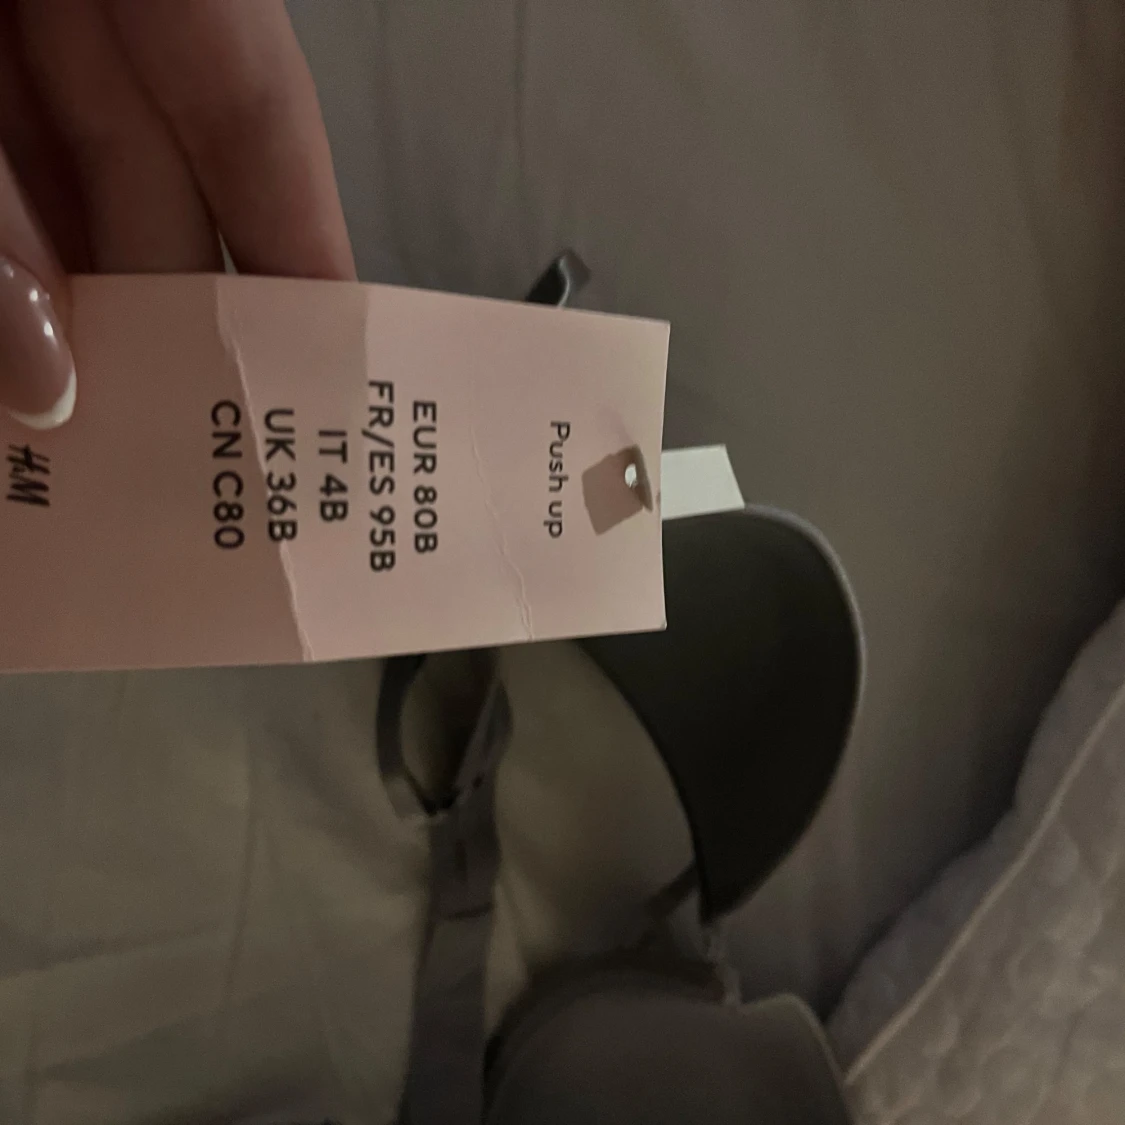 Push up
EUR 80B
FR/ES 95B
IT 4B
UK 36B
CN C80
H&M